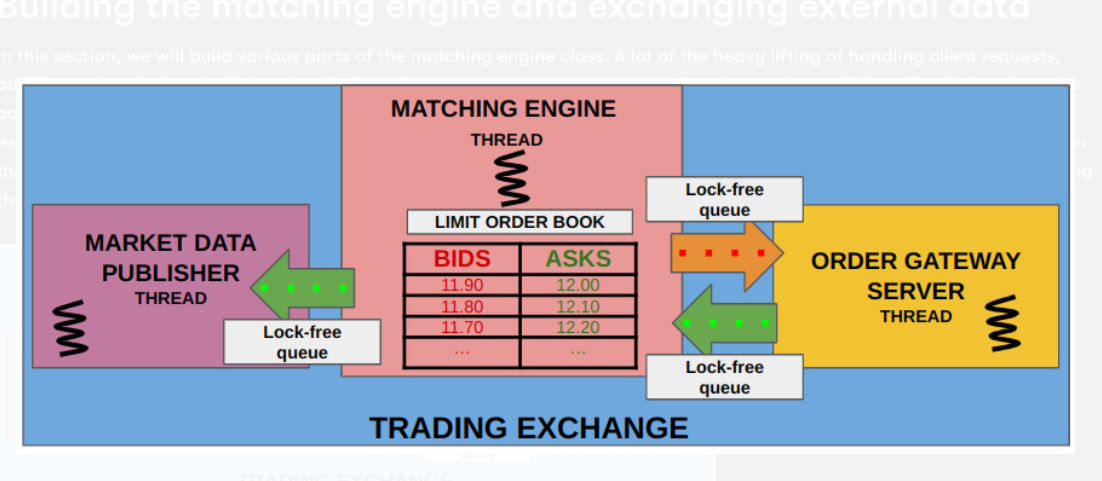 Building the matching engine and exchanging external data
n this section, we will build various parts of the matching engine class. A lot of the heavy lifting of handling client requests,
MATCHING ENGINE
THREAD
LIMIT ORDER BOOK
BIDS ASKS
11.90 12.00
11.80 12.10
11.70 12.20
... ...
MARKET DATA
PUBLISHER
THREAD
Lock-free
queue
Lock-free
queue
ORDER GATEWAY
SERVER
THREAD
Lock-free
queue
TRADING EXCHANGE
queue
TRADING EXCHANGE